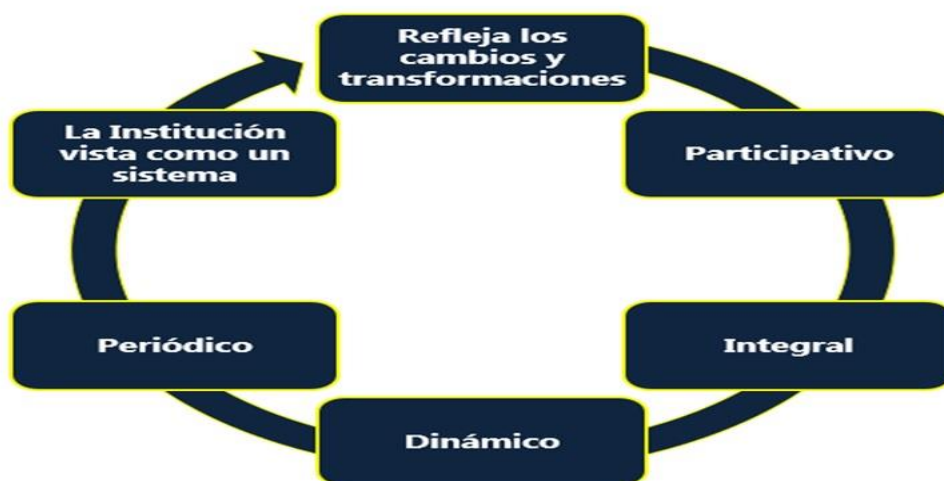 Refleja los
cambios y
transformaciones
Participativo
Integral
Dinámico
Periódico
La Institución
vista como un
sistema